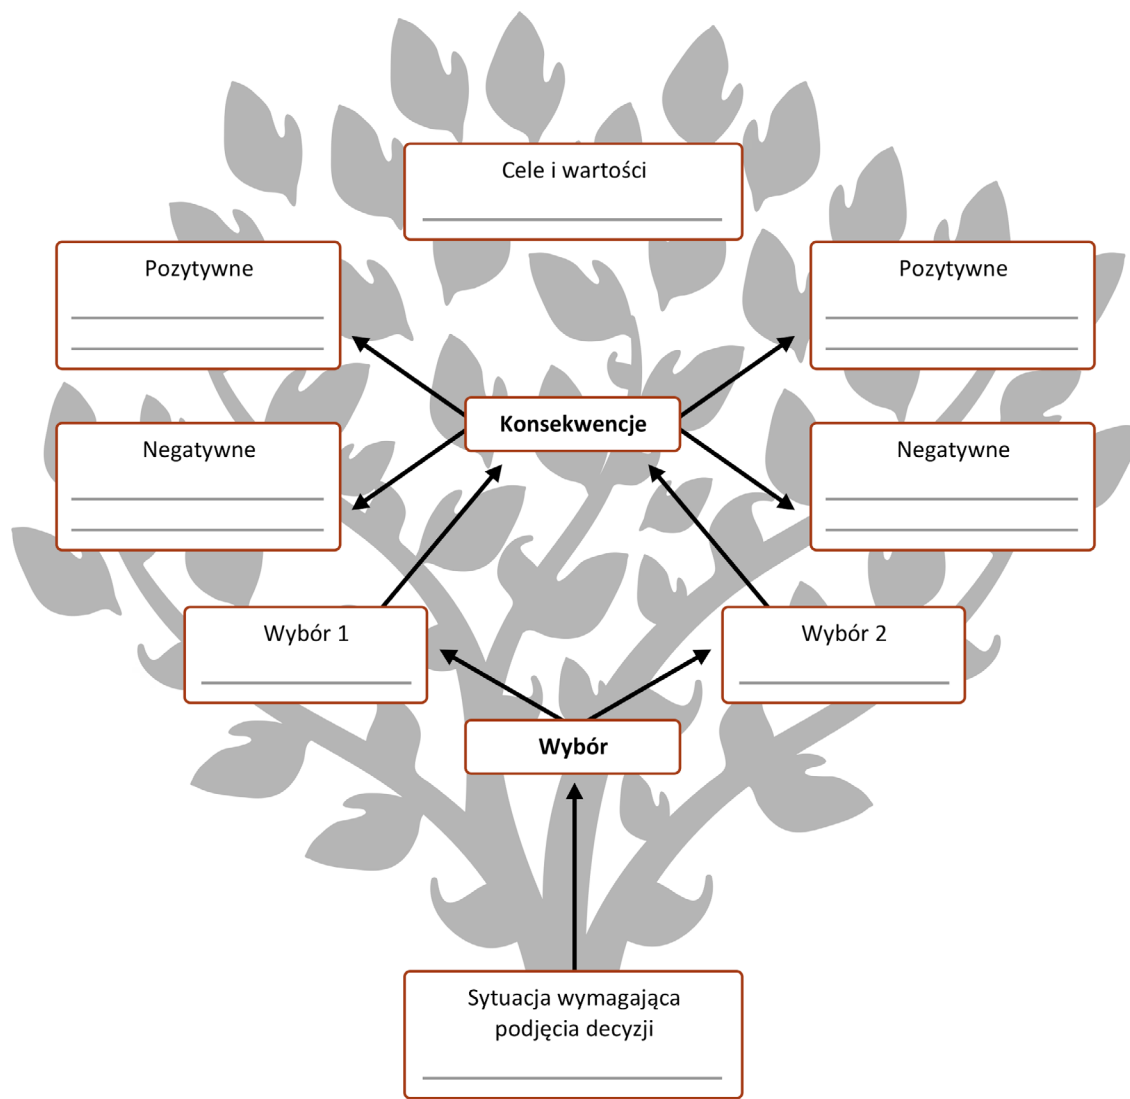 Cele i wartości
Pozytywne
Pozytywne
Konsekwencje
Negatywne
Negatywne
Wybór 1
Wybór 2
Wybór
Sytuacja wymagająca
podjęcia decyzji